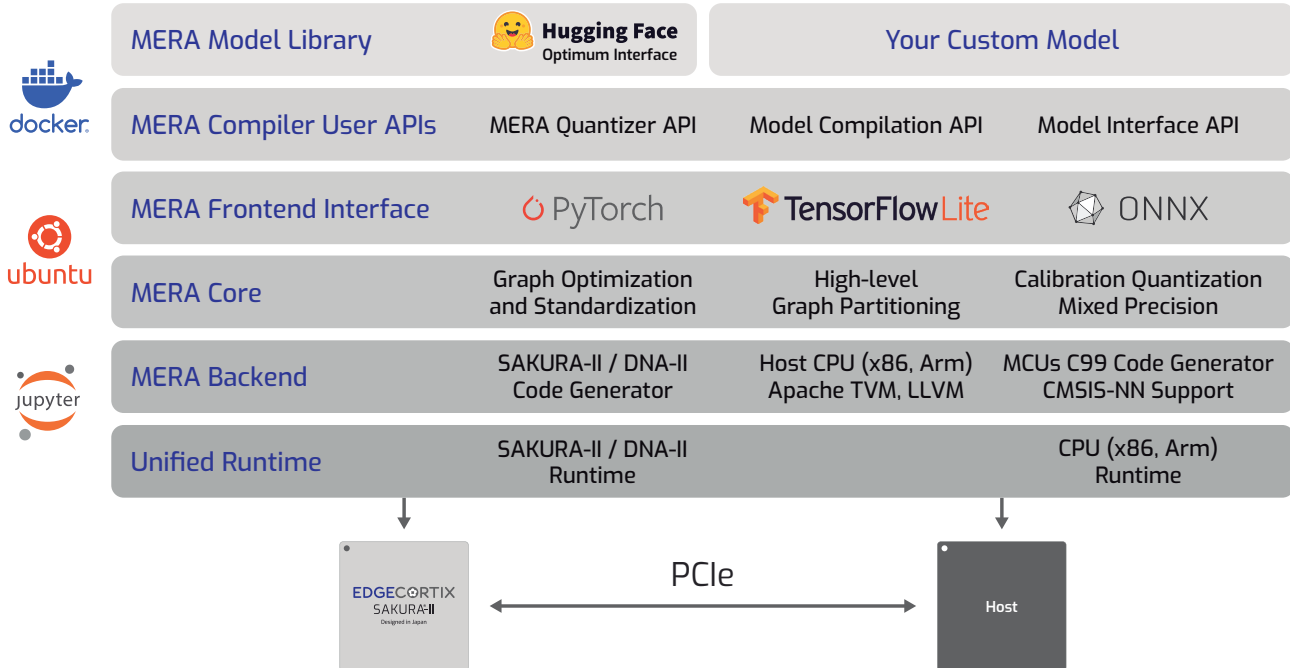 MERA Model Library
Hugging Face
Optimum Interface
Your Custom Model
docker
MERA Compiler User APIs
MERA Quantizer API
Model Compilation API
Model Interface API
MERA Frontend Interface
PyTorch
TensorFlow Lite
ONNX
ubuntu
MERA Core
Graph Optimization
and Standardization
High-level
Graph Partitioning
Calibration Quantization
Mixed Precision
jupyter
MERA Backend
SAKURA-II / DNA-II
Code Generator
Host CPU (x86, Arm)
Apache TVM, LLVM
MCUs C99 Code Generator
CMSIS-NN Support
Unified Runtime
SAKURA-II / DNA-II
Runtime
CPU (x86, Arm)
Runtime
EDGECORTIX
SAKURA-II
Designed in Japan
PCIe
Host